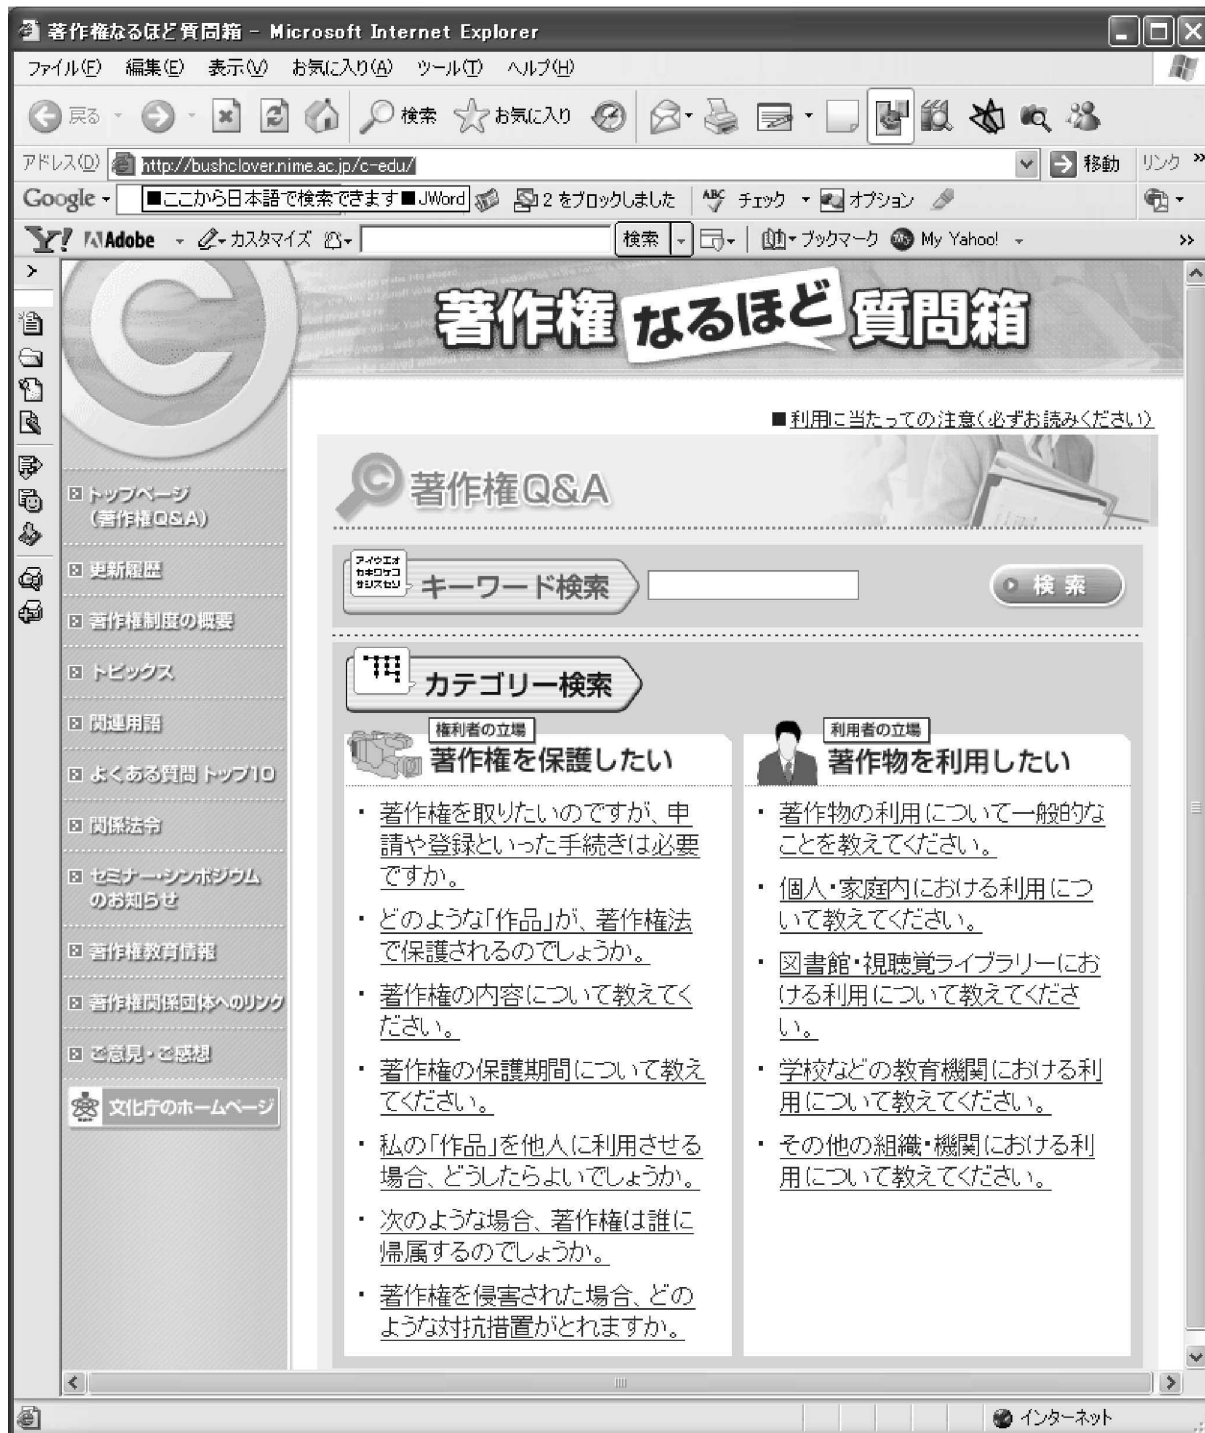 著作権なるほど質問箱 - Microsoft Internet Explorer
ファイル(F) 編集(E) 表示(V) お気に入り(A) ツール(T) ヘルプ(H)
戻る 検索 お気に入り
アドレス(D) http://bushclover.nime.ac.jp/c-edu/ 移動 リンク »
Google ■ここから日本語で検索できます■JWord 2 をブロックしました ABC チェック オプション
Y! Adobe カスタマイズ 検索 ブックマーク My Yahoo! »
著作権なるほど質問箱
■利用に当たっての注意(必ずお読みください)
トップページ
(著作権Q&A)
更新履歴
著作権制度の概要
トピックス
関連用語
よくある質問 トップ10
関係法令
セミナー・シンポジウム
のお知らせ
著作権教育情報
著作権関係団体へのリンク
ご意見・ご感想
文化庁のホームページ
著作権Q&A
アイウエオ
カキクケコ
サシスセソ
キーワード検索 検索
カテゴリー検索
権利者の立場
著作権を保護したい
・著作権を取りたいのですが、申
請や登録といった手続きは必要
ですか。
・どのような「作品」が、著作権法
で保護されるのでしょうか。
・著作権の内容について教えてく
ださい。
・著作権の保護期間について教え
てください。
・私の「作品」を他人に利用させる
場合、どうしたらよいでしょうか。
・次のような場合、著作権は誰に
帰属するのでしょうか。
・著作権を侵害された場合、どの
ような対抗措置がとれますか。
利用者の立場
著作物を利用したい
・著作物の利用について一般的な
ことを教えてください。
・個人・家庭内における利用につ
いて教えてください。
・図書館・視聴覚ライブラリーにお
ける利用について教えてくださ
い。
・学校などの教育機関における利
用について教えてください。
・その他の組織・機関における利
用について教えてください。
インターネット